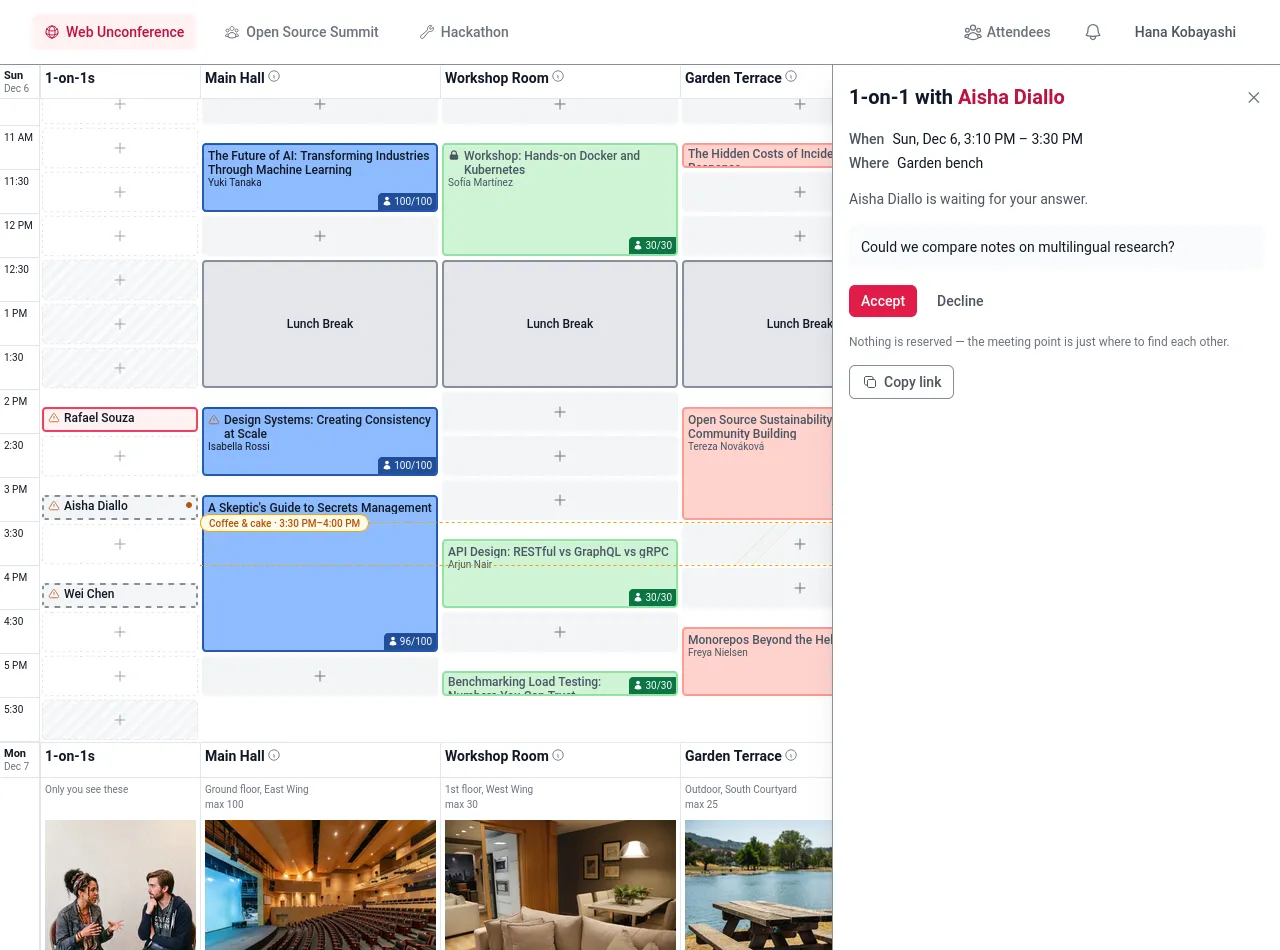 Web Unconference
Open Source Summit
Hackathon
Attendees
Hana Kobayashi
Sun
Dec 6
1-on-1s
Main Hall
Workshop Room
Garden Terrace
11 AM
11:30
12 PM
12:30
1 PM
1:30
2 PM
2:30
3 PM
3:30
4 PM
4:30
5 PM
5:30
Rafael Souza
Aisha Diallo
Wei Chen
The Future of AI: Transforming Industries
Through Machine Learning
Yuki Tanaka
100/100
Lunch Break
Design Systems: Creating Consistency
at Scale
Isabella Rossi
100/100
A Skeptic's Guide to Secrets Management
Coffee & cake · 3:30 PM–4:00 PM
96/100
Workshop: Hands-on Docker and
Kubernetes
Sofía Martínez
30/30
Lunch Break
API Design: RESTful vs GraphQL vs gRPC
Arjun Nair
30/30
Benchmarking Load Testing:
Numbers You Can Trust
30/30
The Hidden Costs of Incide
Response
Lunch Break
Open Source Sustainability
Community Building
Tereza Nováková
Monorepos Beyond the Hel
Freya Nielsen
Mon
Dec 7
1-on-1s
Main Hall
Workshop Room
Garden Terrace
Only you see these
Ground floor, East Wing
max 100
1st floor, West Wing
max 30
Outdoor, South Courtyard
max 25
1-on-1 with Aisha Diallo
When Sun, Dec 6, 3:10 PM – 3:30 PM
Where Garden bench
Aisha Diallo is waiting for your answer.
Could we compare notes on multilingual research?
Accept
Decline
Nothing is reserved — the meeting point is just where to find each other.
Copy link